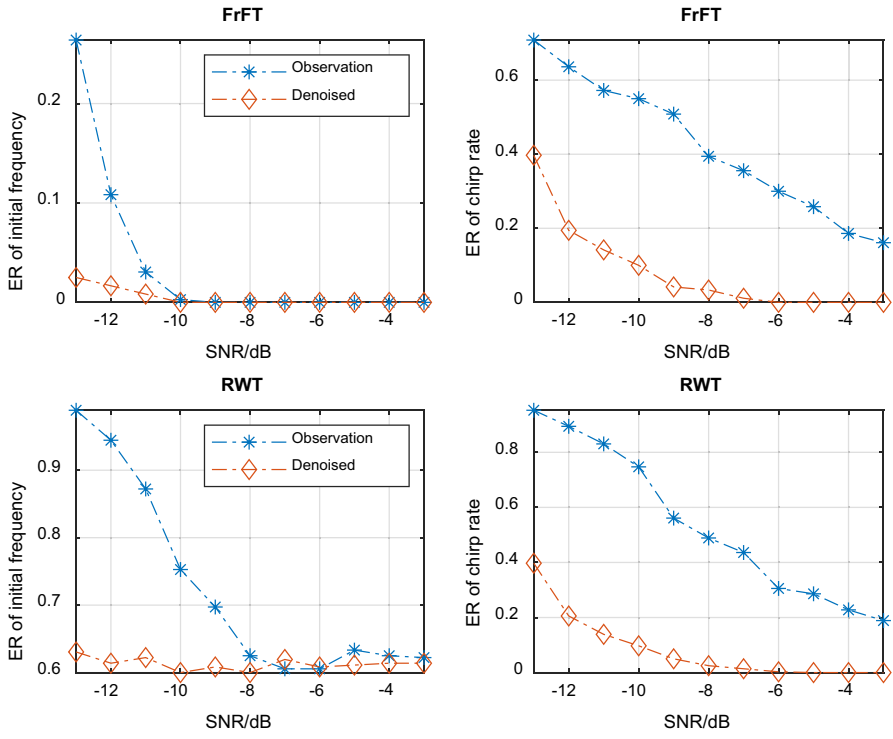 FrFT
ER of initial frequency
0.2
0.1
0
Observation
Denoised
-12
-10
-8
-6
-4
SNR/dB
FrFT
ER of chirp rate
0.6
0.4
0.2
0
-12
-10
-8
-6
-4
SNR/dB
RWT
ER of initial frequency
0.9
0.8
0.7
0.6
Observation
Denoised
-12
-10
-8
-6
-4
SNR/dB
RWT
ER of chirp rate
0.8
0.6
0.4
0.2
0
-12
-10
-8
-6
-4
SNR/dB